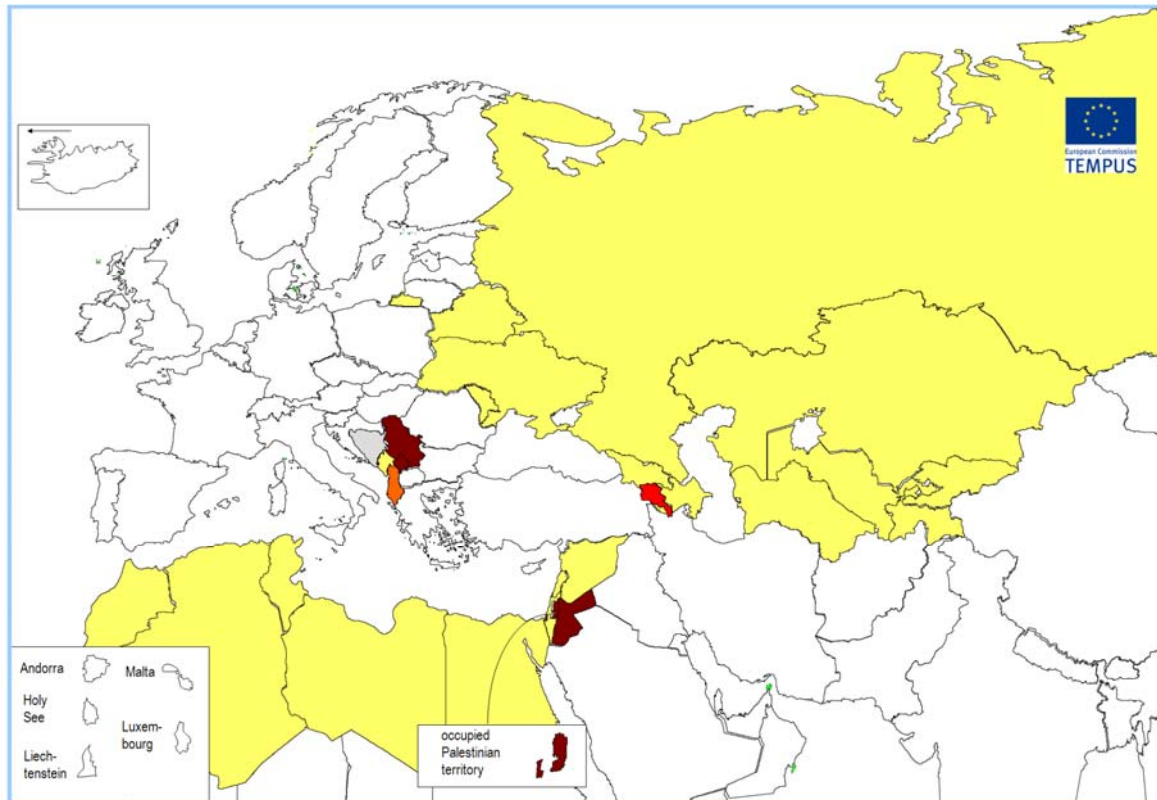 European Commission
TEMPUS
Andorra
Malta
Holy
See
Luxem-
bourg
Liech-
tenstein
occupied
Palestinian
territory